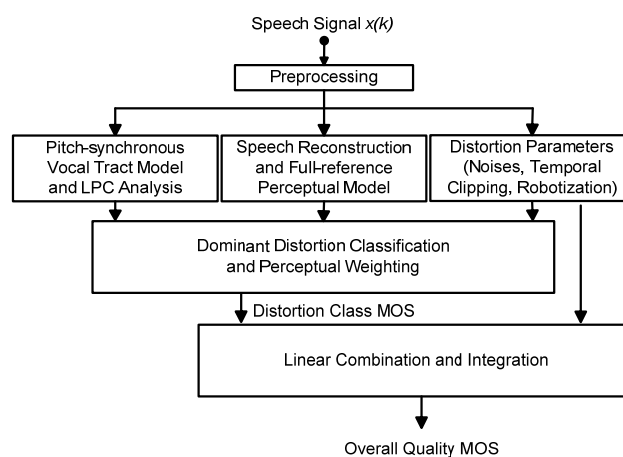 Speech Signal x(k)
Preprocessing
Pitch-synchronous
Vocal Tract Model
and LPC Analysis
Speech Reconstruction
and Full-reference
Perceptual Model
Distortion Parameters
(Noises, Temporal
Clipping, Robotization)
Dominant Distortion Classification
and Perceptual Weighting
Distortion Class MOS
Linear Combination and Integration
Overall Quality MOS